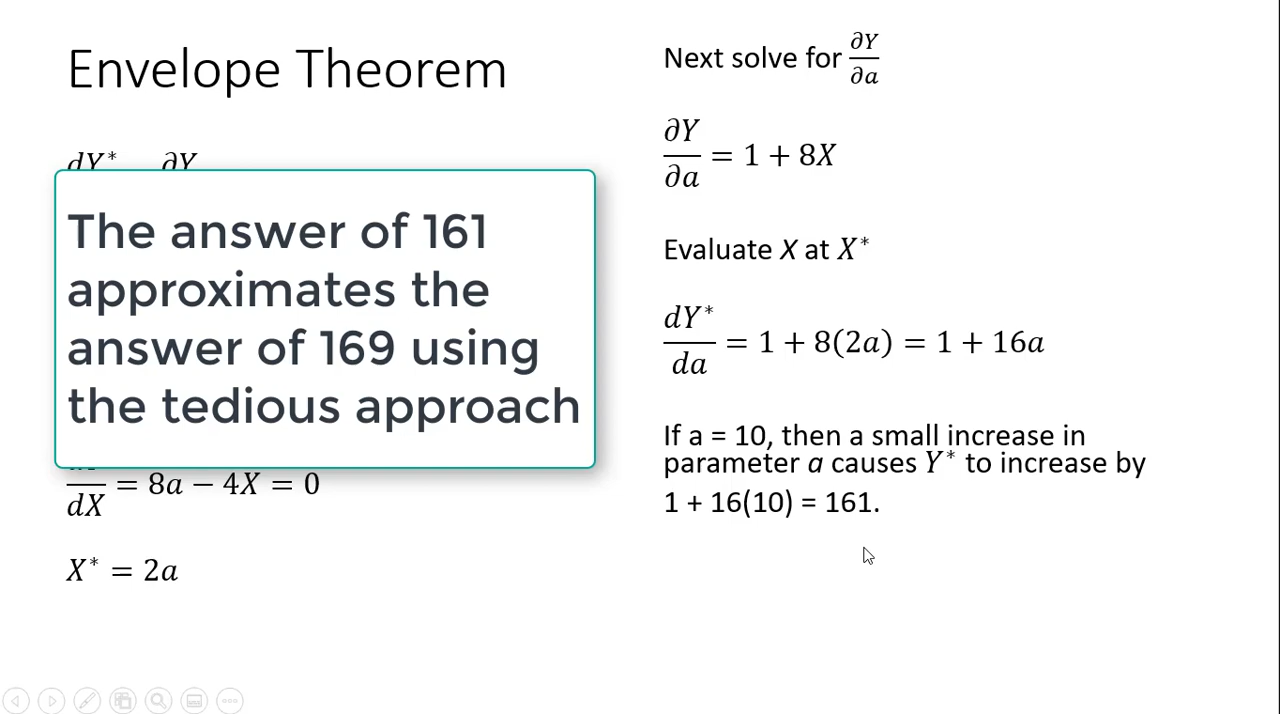 Envelope Theorem
dY* ∂Y
The answer of 161
approximates the
answer of 169 using
the tedious approach
dX = 8a − 4X = 0
X* = 2a
Next solve for ∂Y/∂a
∂Y/∂a = 1 + 8X
Evaluate X at X*
dY*/da = 1 + 8(2a) = 1 + 16a
If a = 10, then a small increase in
parameter a causes Y* to increase by
1 + 16(10) = 161.